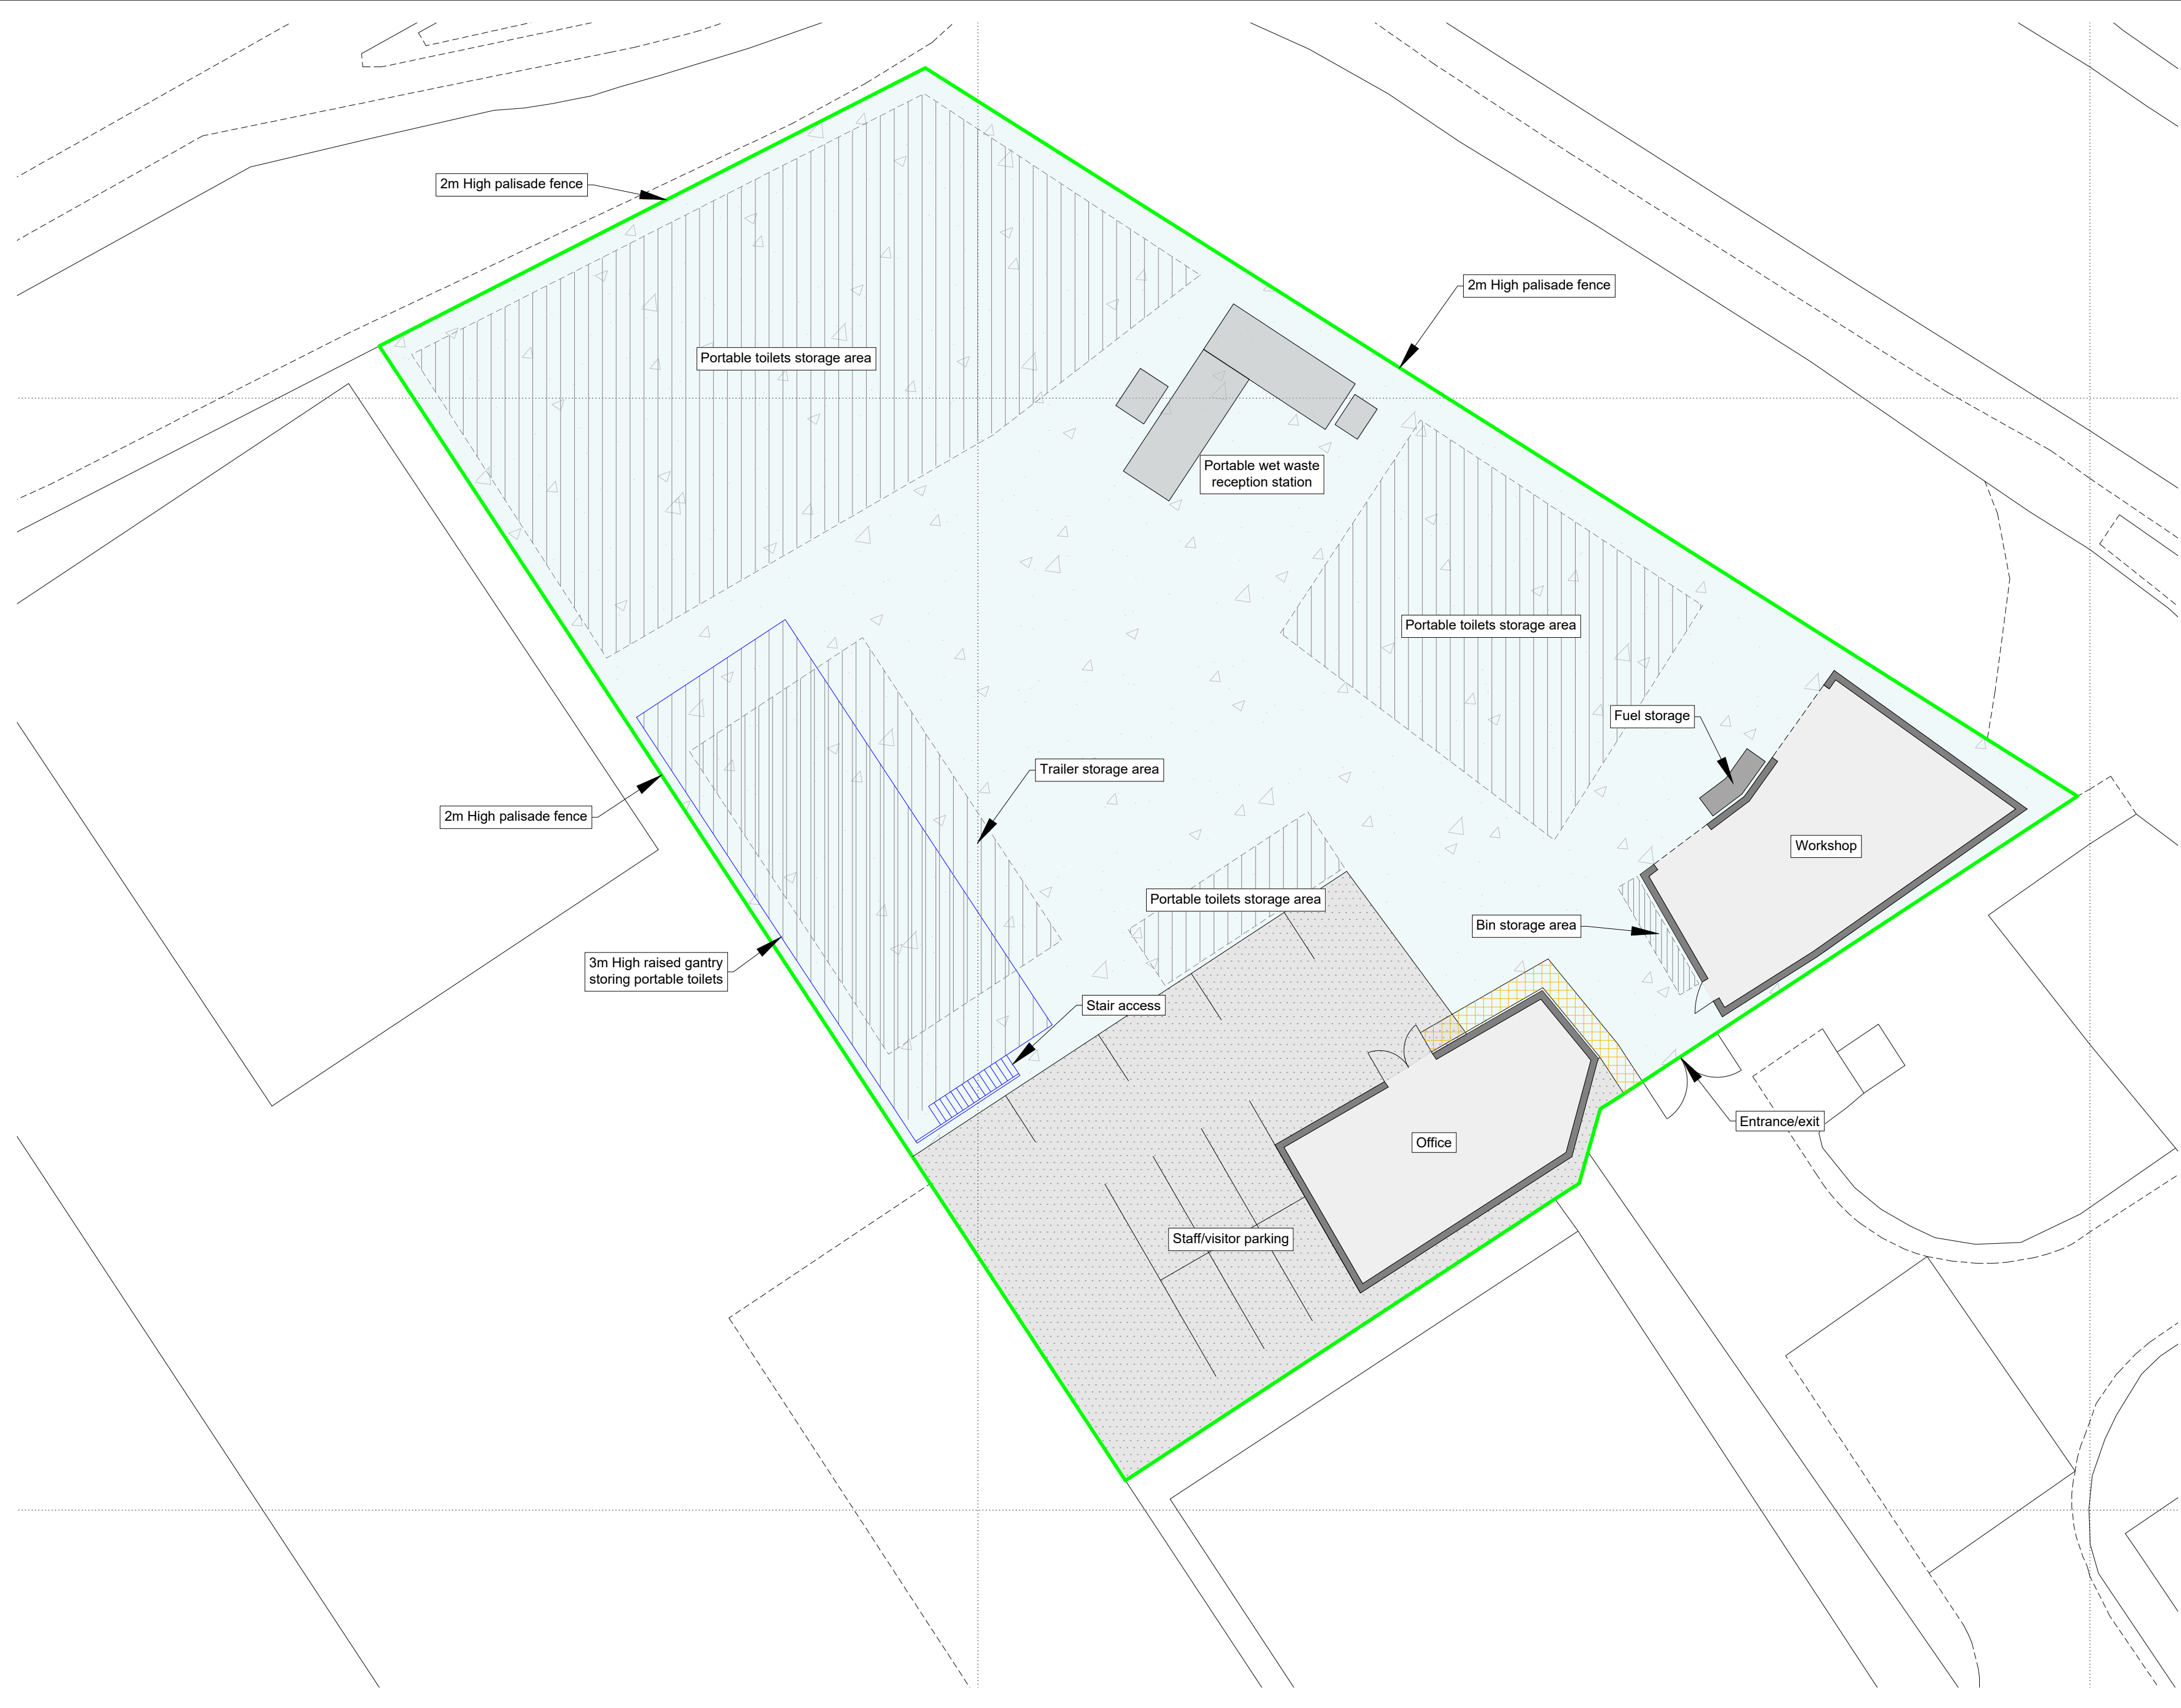 2m High palisade fence
2m High palisade fence
Portable toilets storage area
Portable wet waste
reception station
Portable toilets storage area
Fuel storage
Trailer storage area
2m High palisade fence
Workshop
Portable toilets storage area
Bin storage area
3m High raised gantry
storing portable toilets
Stair access
Entrance/exit
Office
Staff/visitor parking